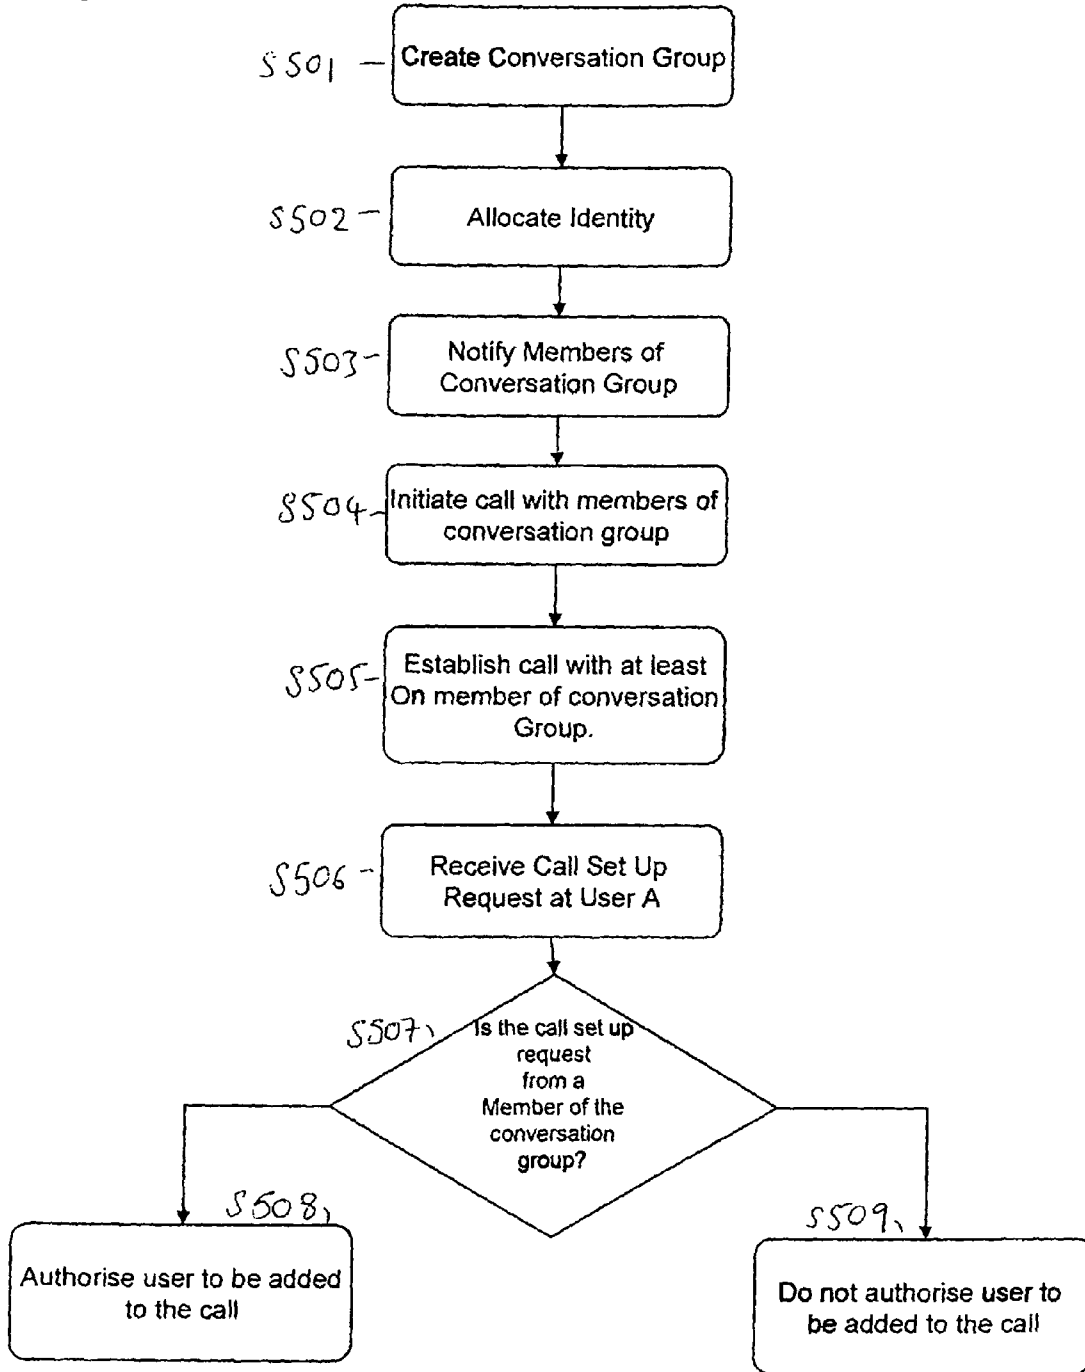 S501
Create Conversation Group
S502
Allocate Identity
S503
Notify Members of
Conversation Group
S504
Initiate call with members of
conversation group
S505
Establish call with at least
On member of conversation
Group.
S506
Receive Call Set Up
Request at User A
S507
Is the call set up
request
from a
Member of the
conversation
group?
S508
Authorise user to be added
to the call
S509
Do not authorise user to
be added to the call